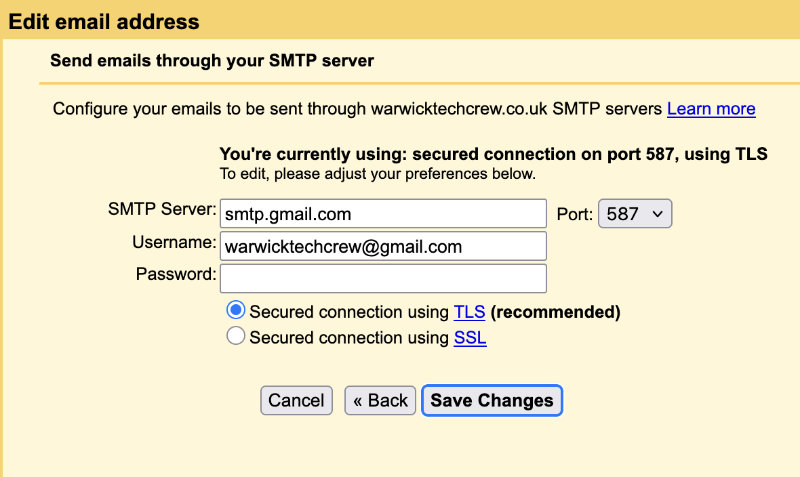 Edit email address
Send emails through your SMTP server
Configure your emails to be sent through warwicktechcrew.co.uk SMTP servers Learn more
You're currently using: secured connection on port 587, using TLS
To edit, please adjust your preferences below.
SMTP Server: smtp.gmail.com Port: 587
Username: warwicktechcrew@gmail.com
Password:
Secured connection using TLS (recommended)
Secured connection using SSL
Cancel « Back Save Changes